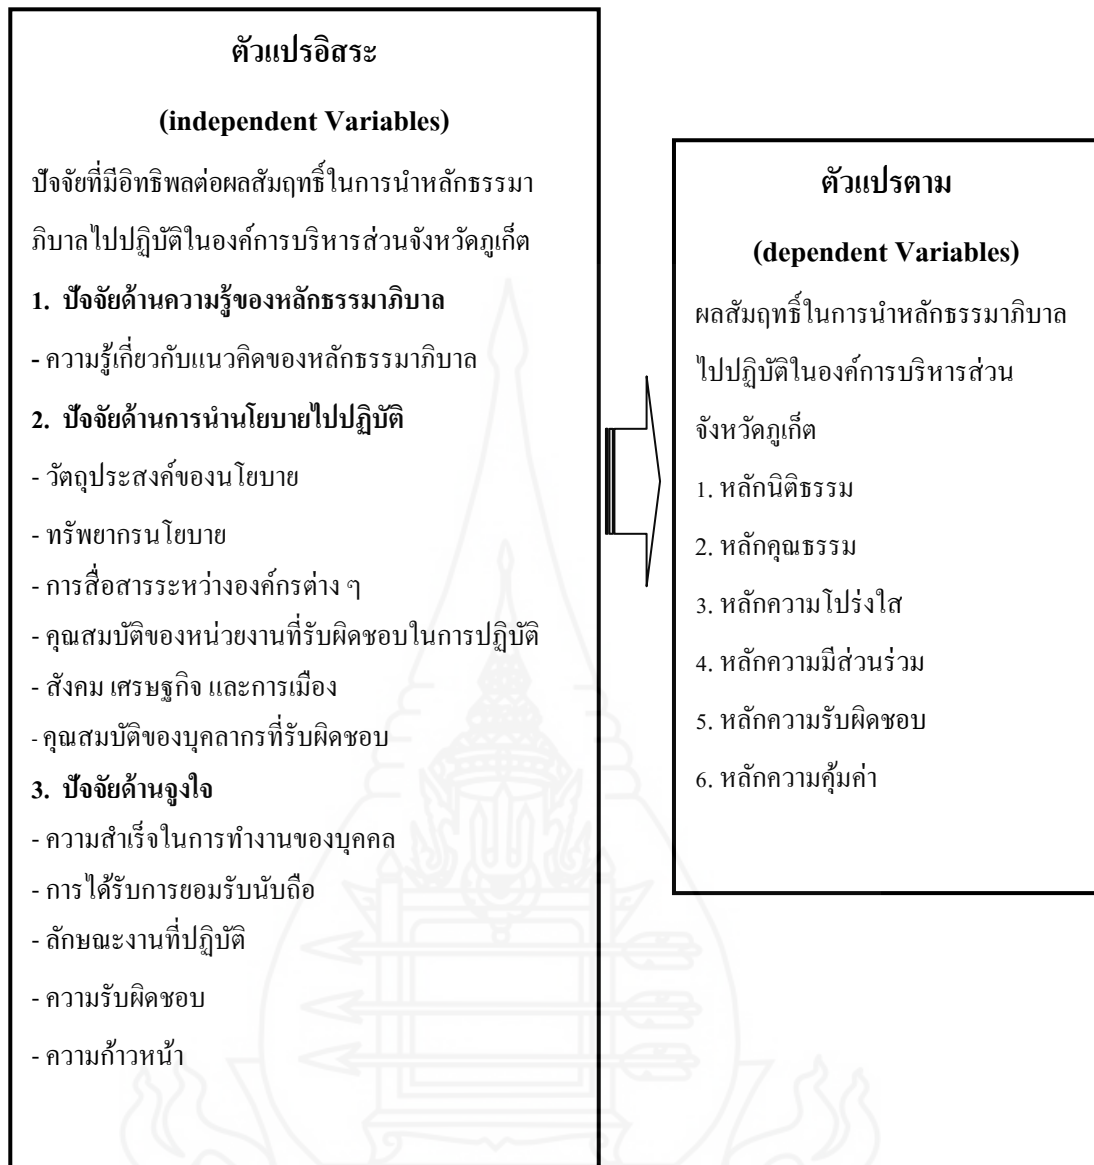 ตัวแปรอิสระ
(independent Variables)
ปัจจัยที่มีอิทธิพลต่อผลสัมฤทธิ์ในการนำหลักธรรมา
ภิบาลไปปฏิบัติในองค์การบริหารส่วนจังหวัดภูเก็ต
1. ปัจจัยด้านความรู้ของหลักธรรมาภิบาล
- ความรู้เกี่ยวกับแนวคิดของหลักธรรมาภิบาล
2. ปัจจัยด้านการนำนโยบายไปปฏิบัติ
- วัตถุประสงค์ของนโยบาย
- ทรัพยากรนโยบาย
- การสื่อสารระหว่างองค์กรต่าง ๆ
- คุณสมบัติของหน่วยงานที่รับผิดชอบในการปฏิบัติ
- สังคม เศรษฐกิจ และการเมือง
- คุณสมบัติของบุคลากรที่รับผิดชอบ
3. ปัจจัยด้านจูงใจ
- ความสำเร็จในการทำงานของบุคคล
- การได้รับการยอมรับนับถือ
- ลักษณะงานที่ปฏิบัติ
- ความรับผิดชอบ
- ความก้าวหน้า
ตัวแปรตาม
(dependent Variables)
ผลสัมฤทธิ์ในการนำหลักธรรมาภิบาล
ไปปฏิบัติในองค์การบริหารส่วน
จังหวัดภูเก็ต
1. หลักนิติธรรม
2. หลักคุณธรรม
3. หลักความโปร่งใส
4. หลักความมีส่วนร่วม
5. หลักความรับผิดชอบ
6. หลักความคุ้มค่า